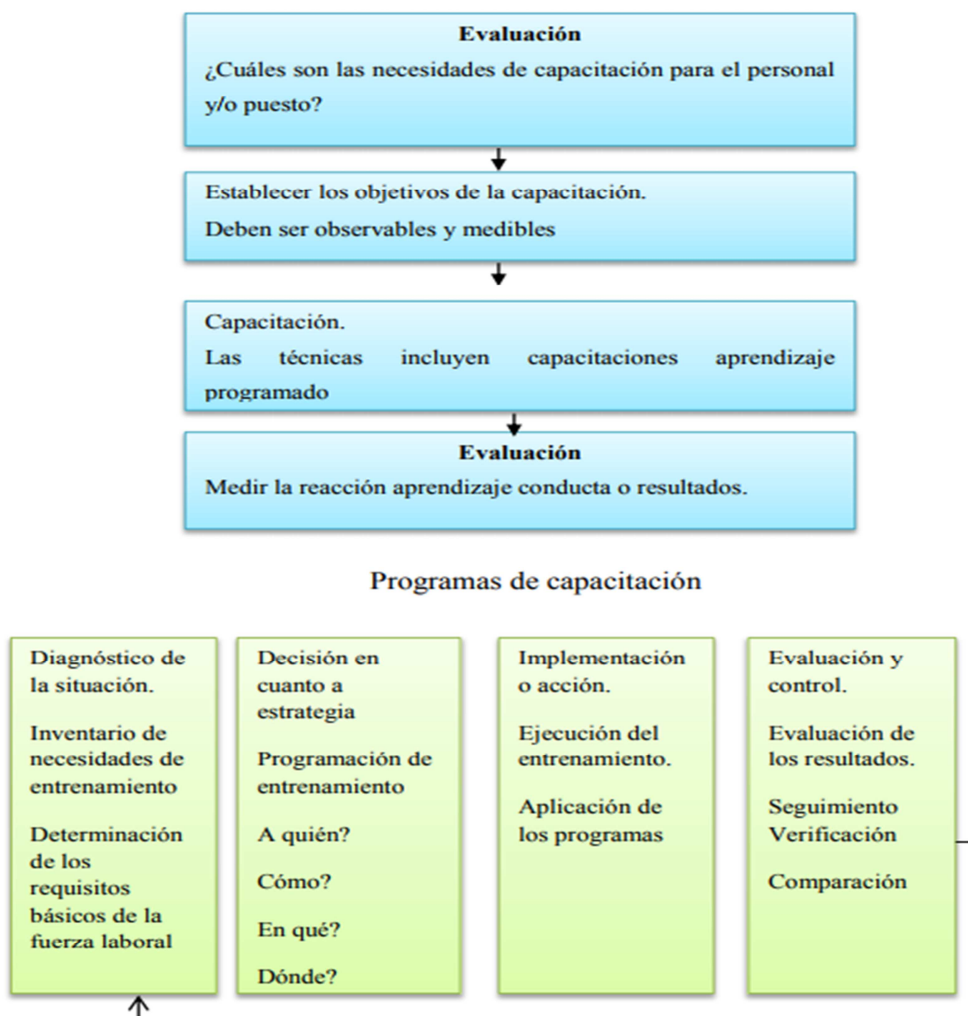 Evaluación
¿Cuáles son las necesidades de capacitación para el personal
y/o puesto?
Establecer los objetivos de la capacitación.
Deben ser observables y medibles
Capacitación.
Las técnicas incluyen capacitaciones aprendizaje
programado
Evaluación
Medir la reacción aprendizaje conducta o resultados.
Programas de capacitación
Diagnóstico de
la situación.
Inventario de
necesidades de
entrenamiento
Determinación
de los
requisitos
básicos de la
fuerza laboral
Decisión en
cuanto a
estrategia
Programación de
entrenamiento
A quién?
Cómo?
En qué?
Dónde?
Implementación
o acción.
Ejecución del
entrenamiento.
Aplicación de
los programas
Evaluación y
control.
Evaluación de
los resultados.
Seguimiento
Verificación
Comparación